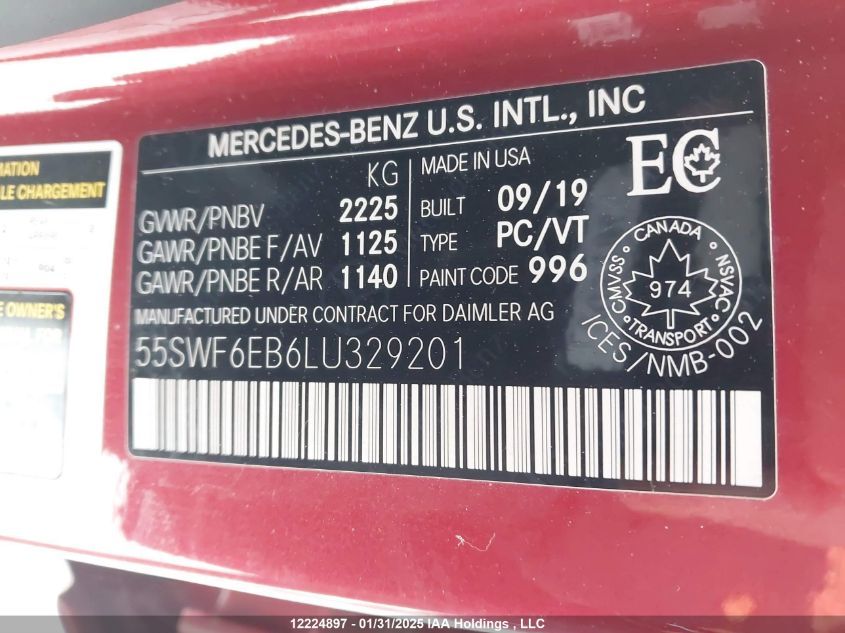 MERCEDES-BENZ U.S. INTL., INC
KG
GVWR/PNBV 2225
GAWR/PNBE F/AV 1125
GAWR/PNBE R/AR 1140
MADE IN USA
BUILT 09/19
TYPE PC/VT
PAINT CODE 996
EC
CANADA
CMVSS 974 NSVAC
TRANSPORT
ICES/NMB-002
MANUFACTURED UNDER CONTRACT FOR DAIMLER AG
55SWF6EB6LU329201
CHARGEMENT
OWNER'S
12224897 - 01/31/2025 IAA Holdings , LLC